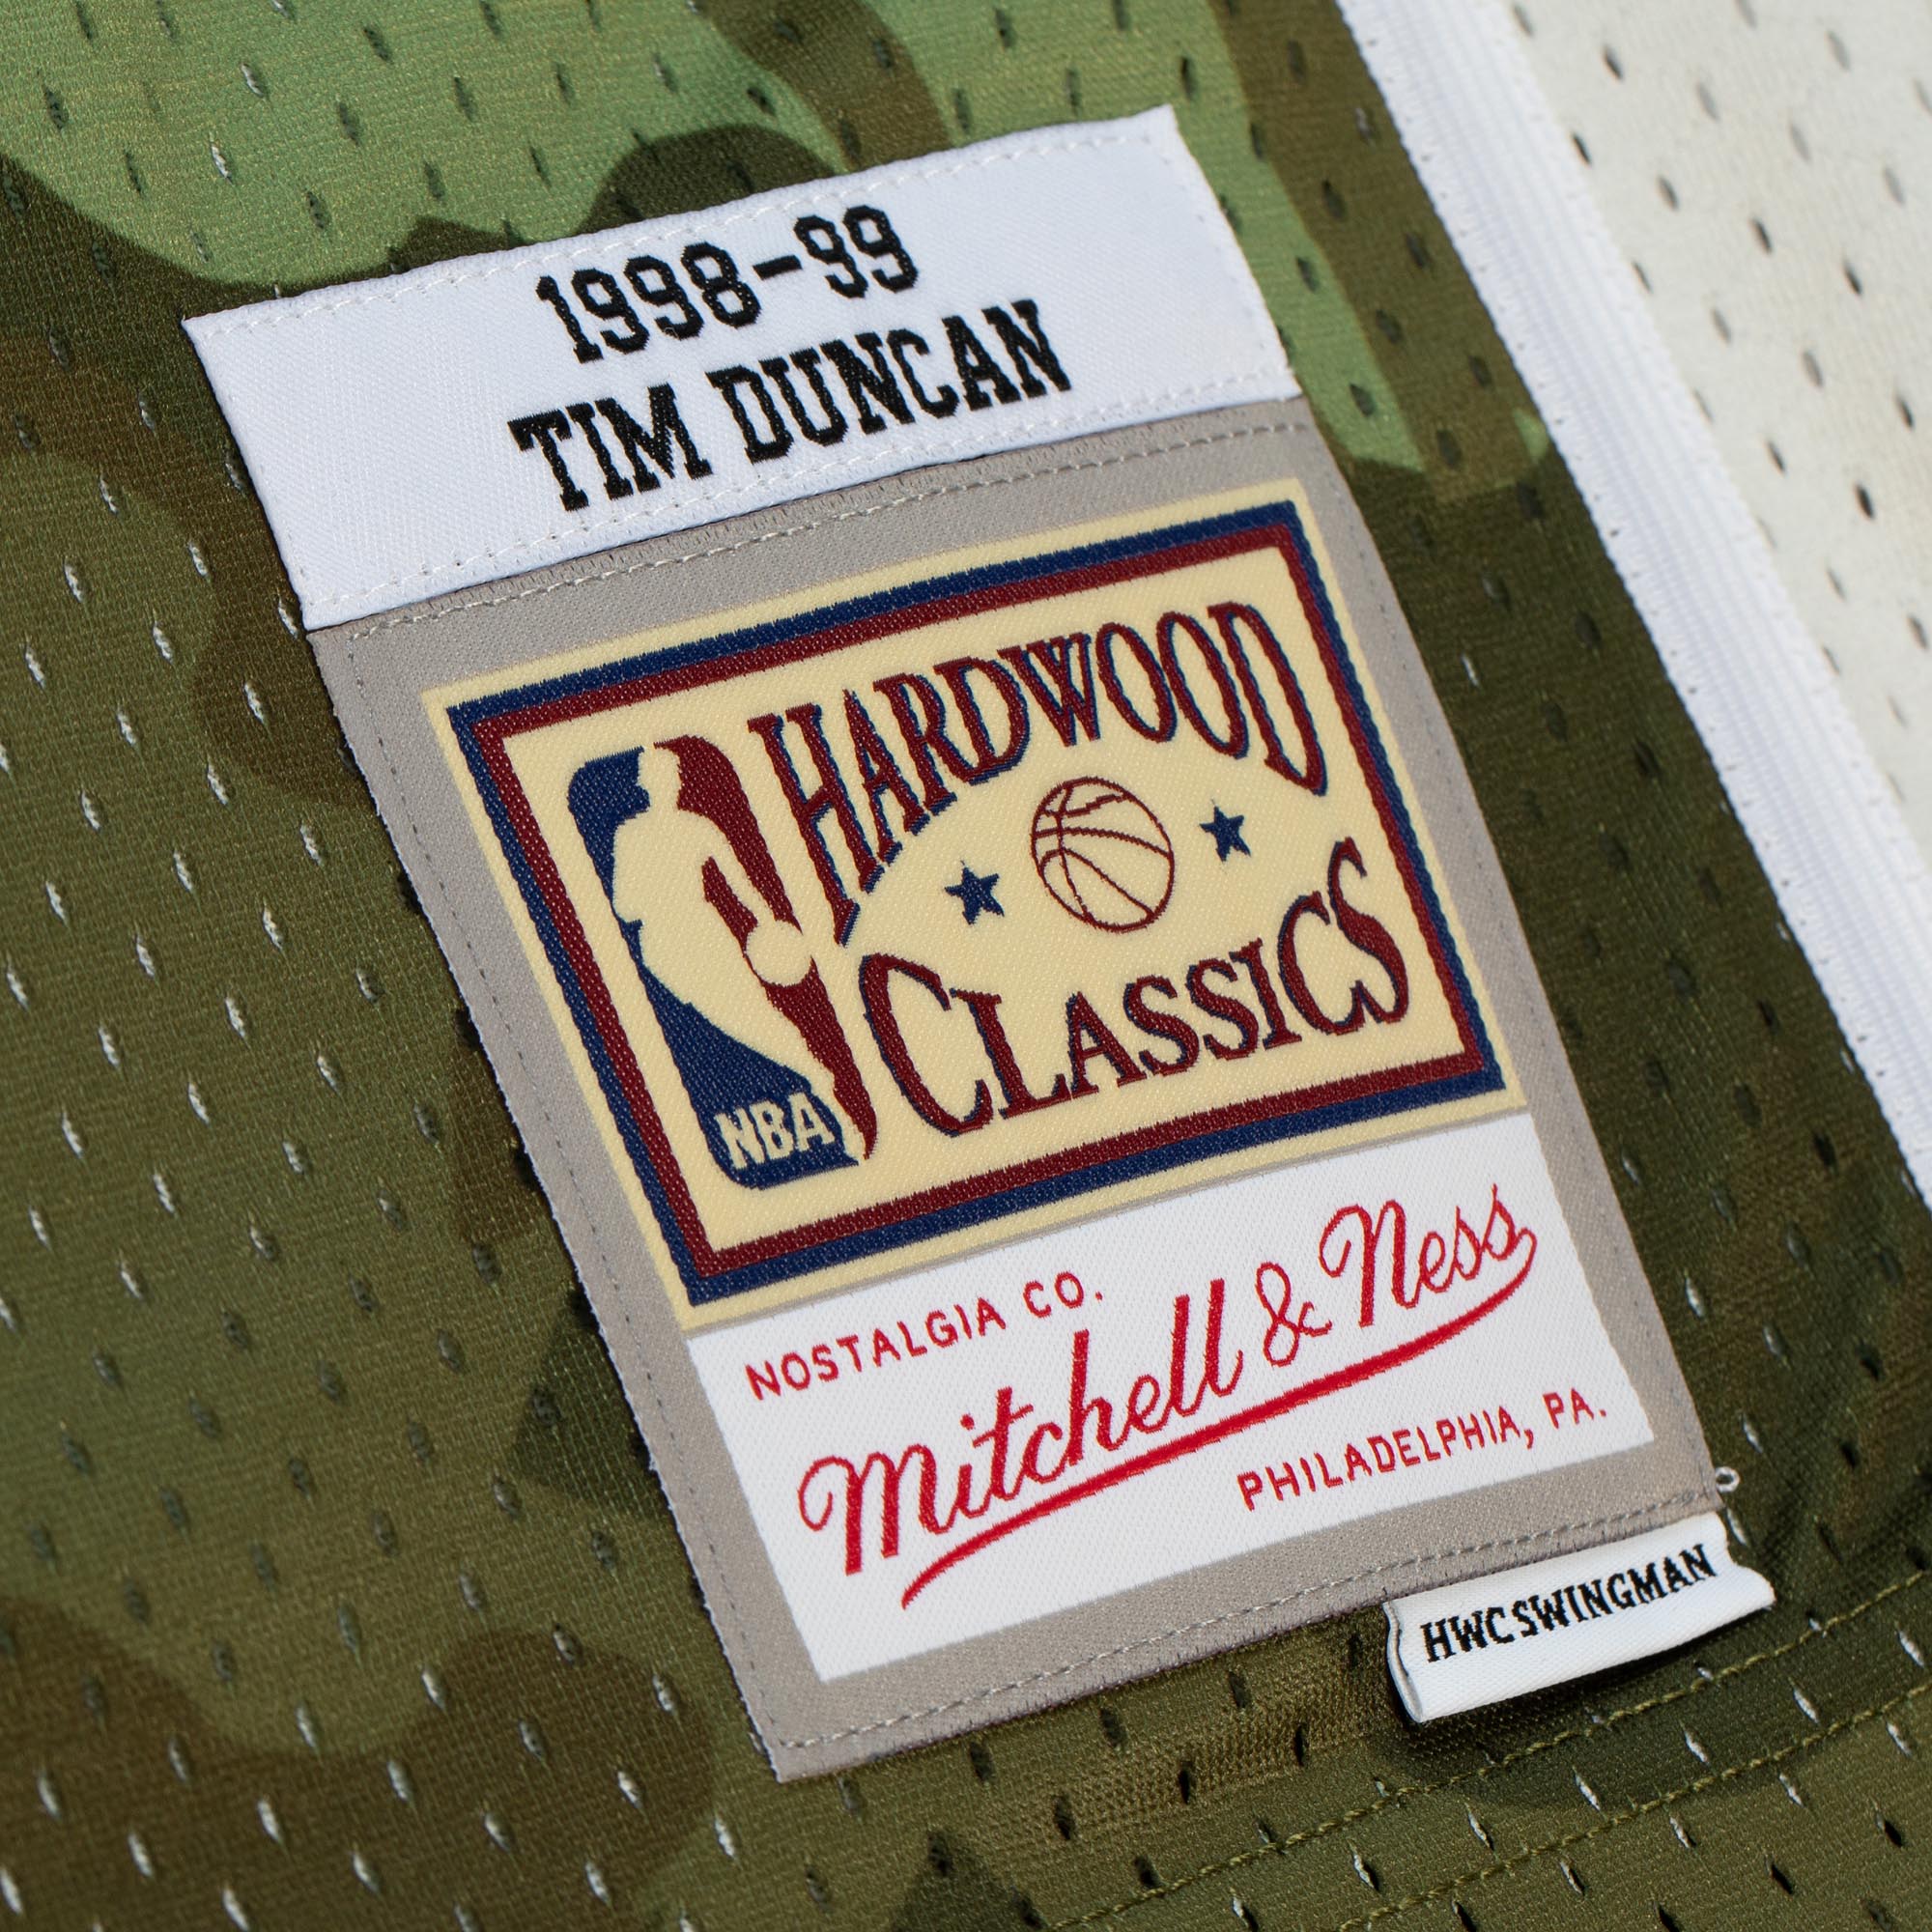 1998-99
TIM DUNCAN
HARDWOOD
CLASSICS
NBA
NOSTALGIA CO.
Mitchell & Ness
PHILADELPHIA, PA.
HWCSWINGMAN